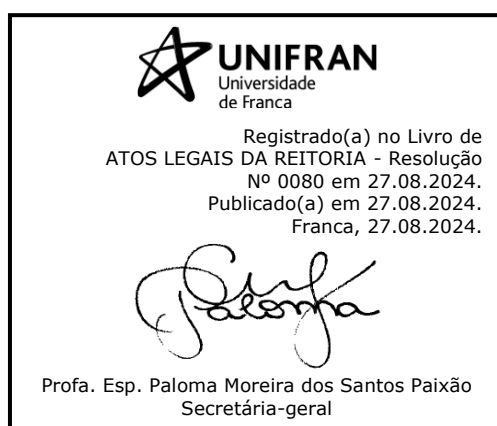 UNIFRAN
Universidade
de Franca
Registrado(a) no Livro de
ATOS LEGAIS DA REITORIA - Resolução
Nº 0080 em 27.08.2024.
Publicado(a) em 27.08.2024.
Franca, 27.08.2024.
Paloma
Profa. Esp. Paloma Moreira dos Santos Paixão
Secretária-geral